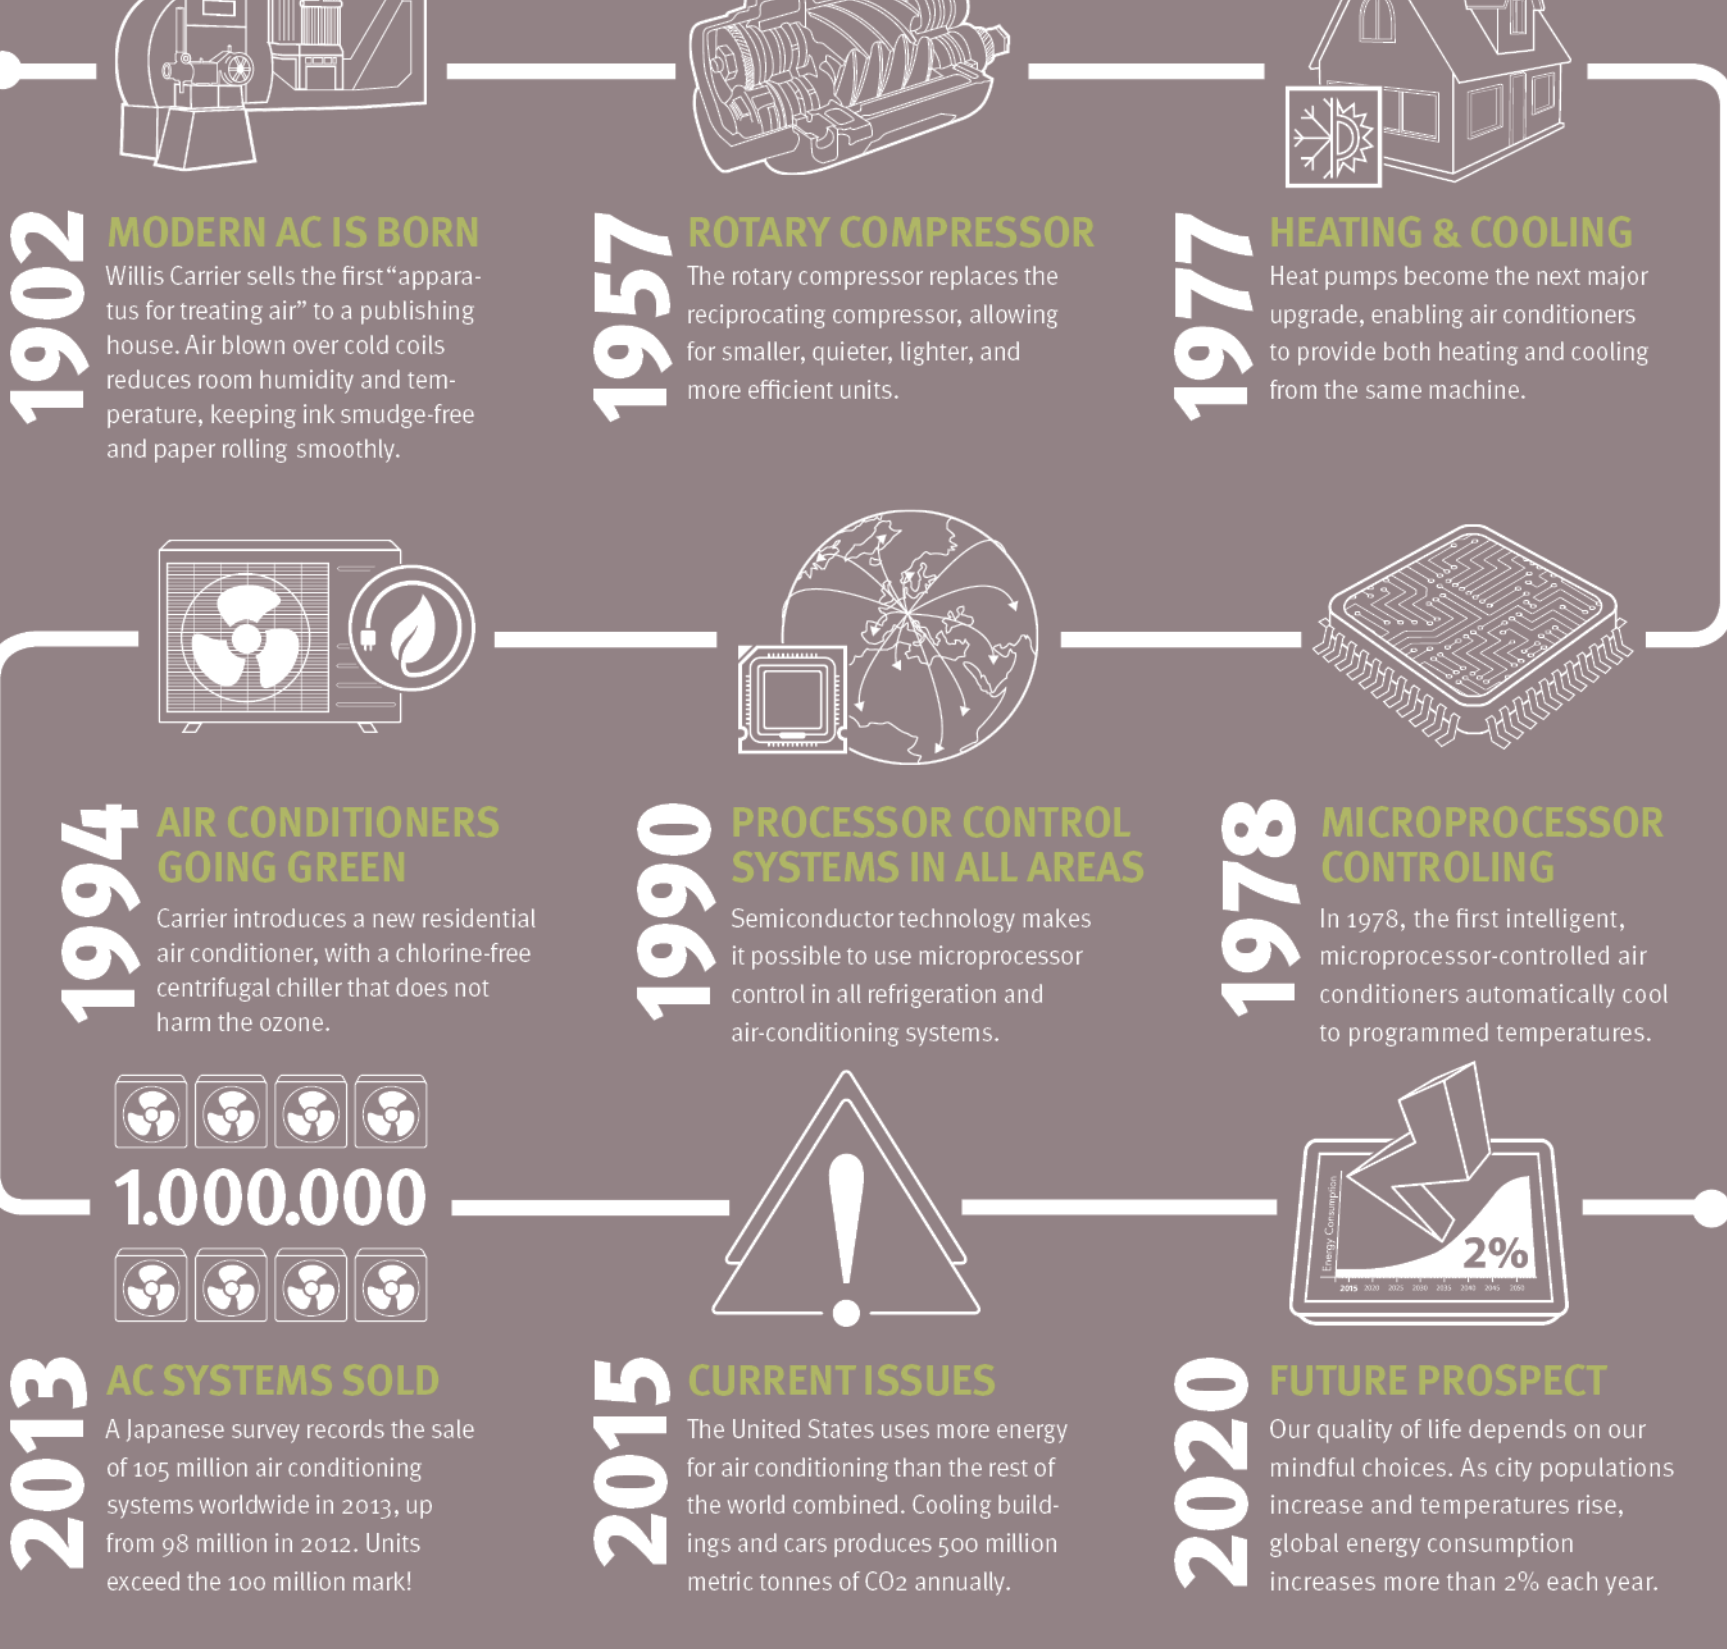 1902
MODERN AC IS BORN
Willis Carrier sells the first “appara-
tus for treating air” to a publishing
house. Air blown over cold coils
reduces room humidity and tem-
perature, keeping ink smudge-free
and paper rolling smoothly.
1957
ROTARY COMPRESSOR
The rotary compressor replaces the
reciprocating compressor, allowing
for smaller, quieter, lighter, and
more efficient units.
1977
HEATING & COOLING
Heat pumps become the next major
upgrade, enabling air conditioners
to provide both heating and cooling
from the same machine.
1994
AIR CONDITIONERS
GOING GREEN
Carrier introduces a new residential
air conditioner, with a chlorine-free
centrifugal chiller that does not
harm the ozone.
1990
PROCESSOR CONTROL
SYSTEMS IN ALL AREAS
Semiconductor technology makes
it possible to use microprocessor
control in all refrigeration and
air-conditioning systems.
1978
MICROPROCESSOR
CONTROLING
In 1978, the first intelligent,
microprocessor-controlled air
conditioners automatically cool
to programmed temperatures.
1.000.000
Energy Consumption
2%
2015 2020 2025 2030 2035 2040 2045 2050
2013
AC SYSTEMS SOLD
A Japanese survey records the sale
of 105 million air conditioning
systems worldwide in 2013, up
from 98 million in 2012. Units
exceed the 100 million mark!
2015
CURRENT ISSUES
The United States uses more energy
for air conditioning than the rest of
the world combined. Cooling build-
ings and cars produces 500 million
metric tonnes of CO2 annually.
2020
FUTURE PROSPECT
Our quality of life depends on our
mindful choices. As city populations
increase and temperatures rise,
global energy consumption
increases more than 2% each year.